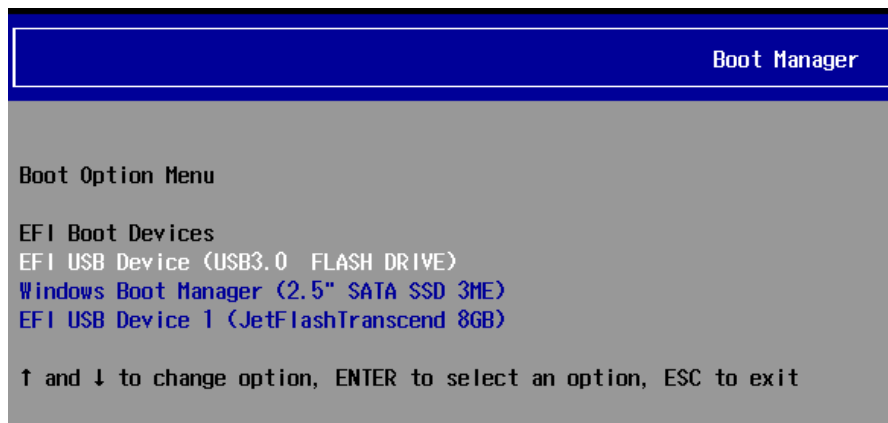 Boot Manager
Boot Option Menu
EFI Boot Devices
EFI USB Device (USB3.0  FLASH DRIVE)
Windows Boot Manager (2.5" SATA SSD 3ME)
EFI USB Device 1 (JetFlashTranscend 8GB)
↑ and ↓ to change option, ENTER to select an option, ESC to exit